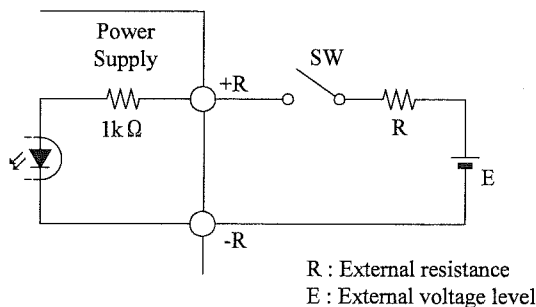 Power
Supply
+R
SW
1kΩ
R
E
-R
R : External resistance
E : External voltage level